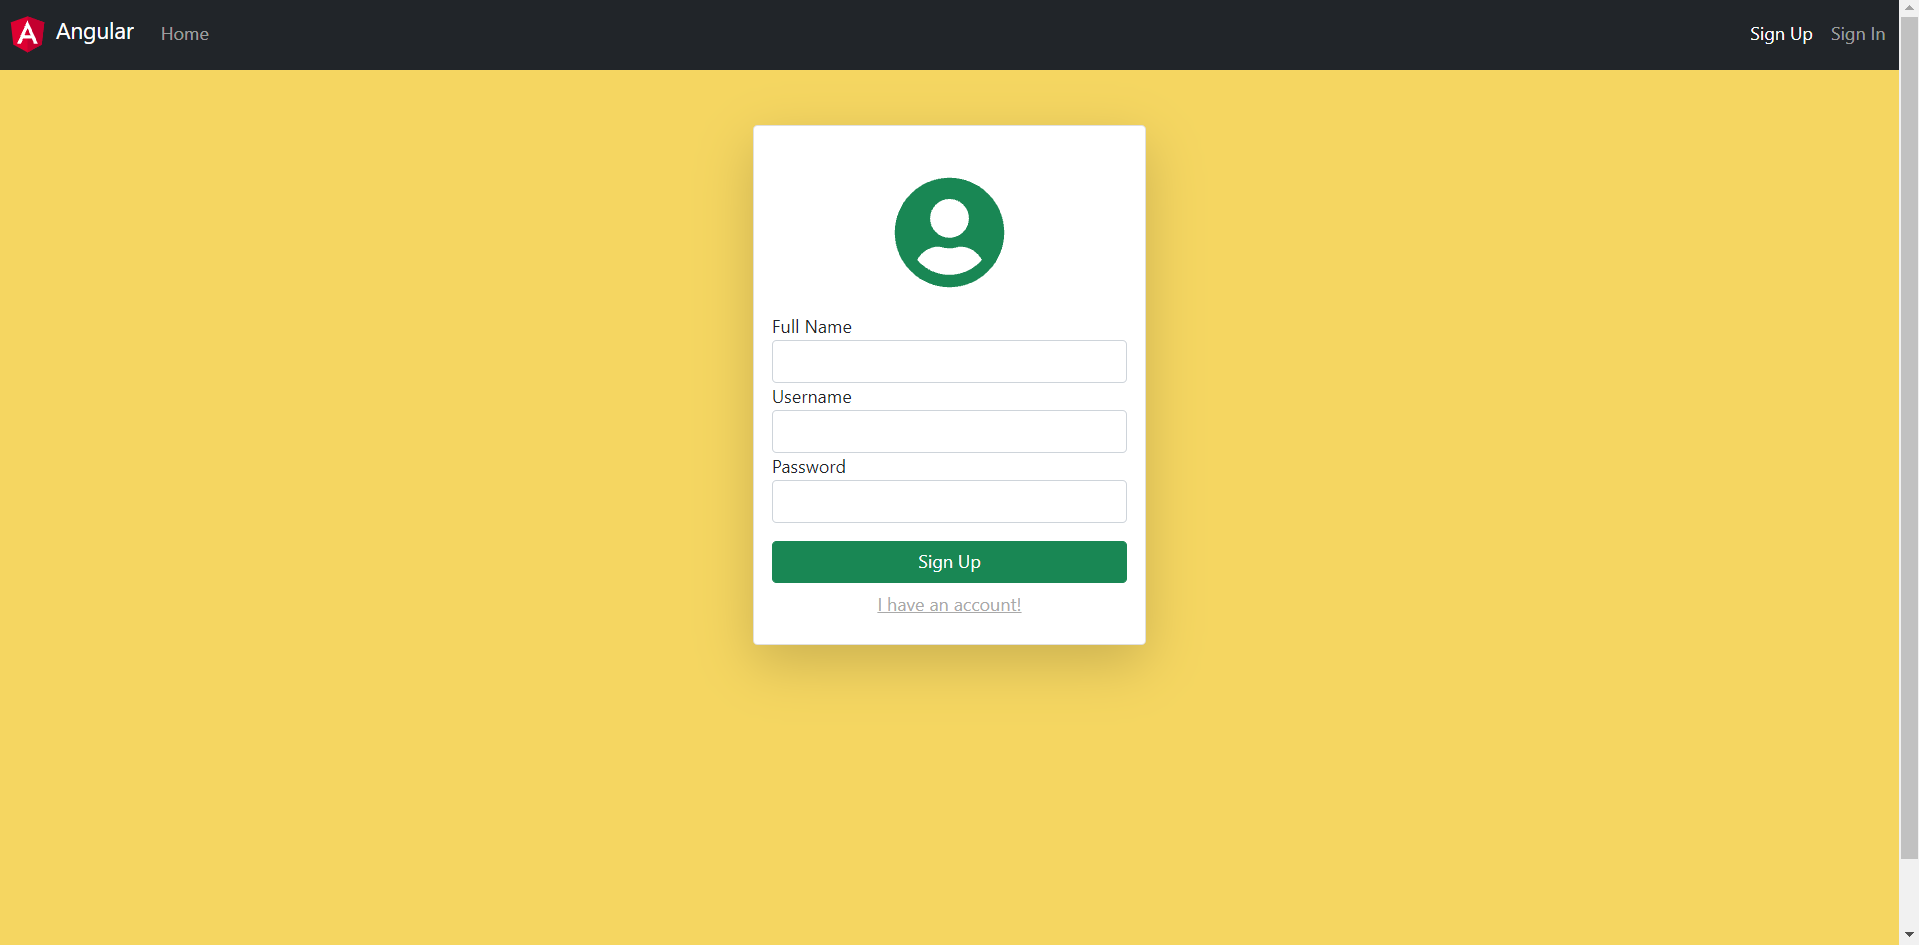 Angular Home Sign Up Sign In
Full Name
Username
Password
Sign Up
I have an account!